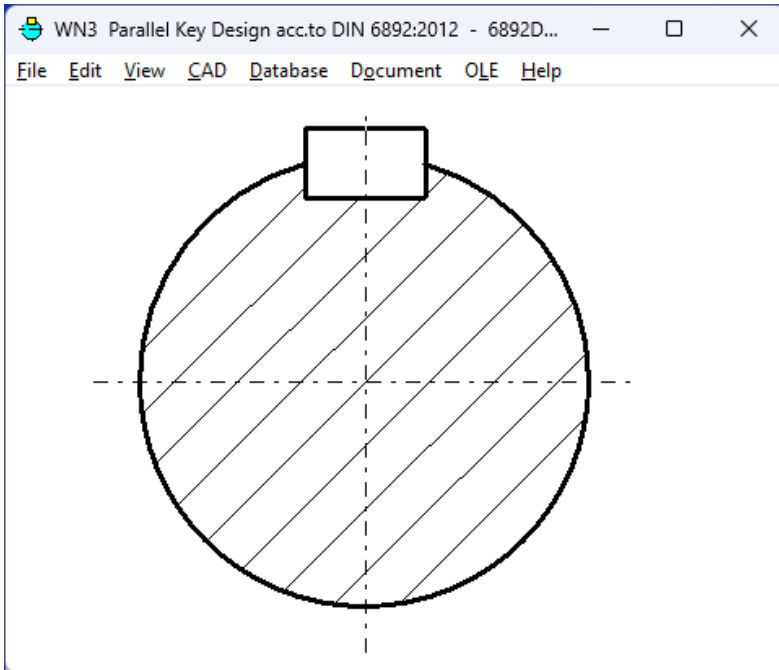 WN3 Parallel Key Design acc.to DIN 6892:2012 - 6892D...
File Edit View CAD Database Document OLE Help